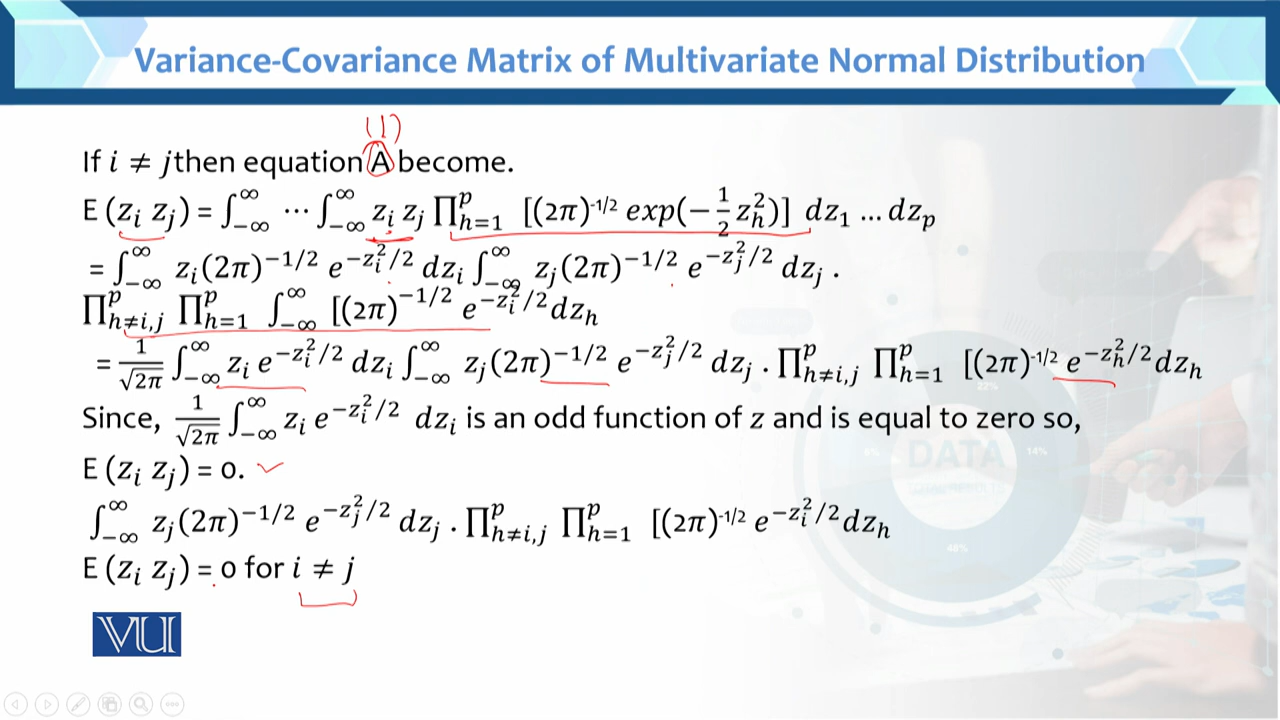 Variance-Covariance Matrix of Multivariate Normal Distribution
(1)
If i ≠ j then equation A become.
E (z_i z_j) = ∫_{-∞}^{∞} ⋯ ∫_{-∞}^{∞} z_i z_j ∏_{h=1}^{p} [(2π)^{-1/2} exp(−1/2 z_h^2)] dz_1 … dz_p
= ∫_{-∞}^{∞} z_i(2π)^{−1/2} e^{−z_i^2/2} dz_i ∫_{-∞}^{∞} z_j(2π)^{−1/2} e^{−z_j^2/2} dz_j .
∏_{h≠i,j}^{p} ∏_{h=1}^{p} ∫_{-∞}^{∞} [(2π)^{−1/2} e^{−z_i^2/2} dz_h
= 1/√2π ∫_{-∞}^{∞} z_i e^{−z_i^2/2} dz_i ∫_{-∞}^{∞} z_j(2π)^{−1/2} e^{−z_j^2/2} dz_j . ∏_{h≠i,j}^{p} ∏_{h=1}^{p} [(2π)^{-1/2} e^{−z_h^2/2} dz_h
Since, 1/√2π ∫_{-∞}^{∞} z_i e^{−z_i^2/2} dz_i is an odd function of z and is equal to zero so,
E (z_i z_j) = 0.
∫_{-∞}^{∞} z_j(2π)^{−1/2} e^{−z_j^2/2} dz_j . ∏_{h≠i,j}^{p} ∏_{h=1}^{p} [(2π)^{-1/2} e^{−z_i^2/2} dz_h
E (z_i z_j) = 0 for i ≠ j
VU
DATA
14%
48%